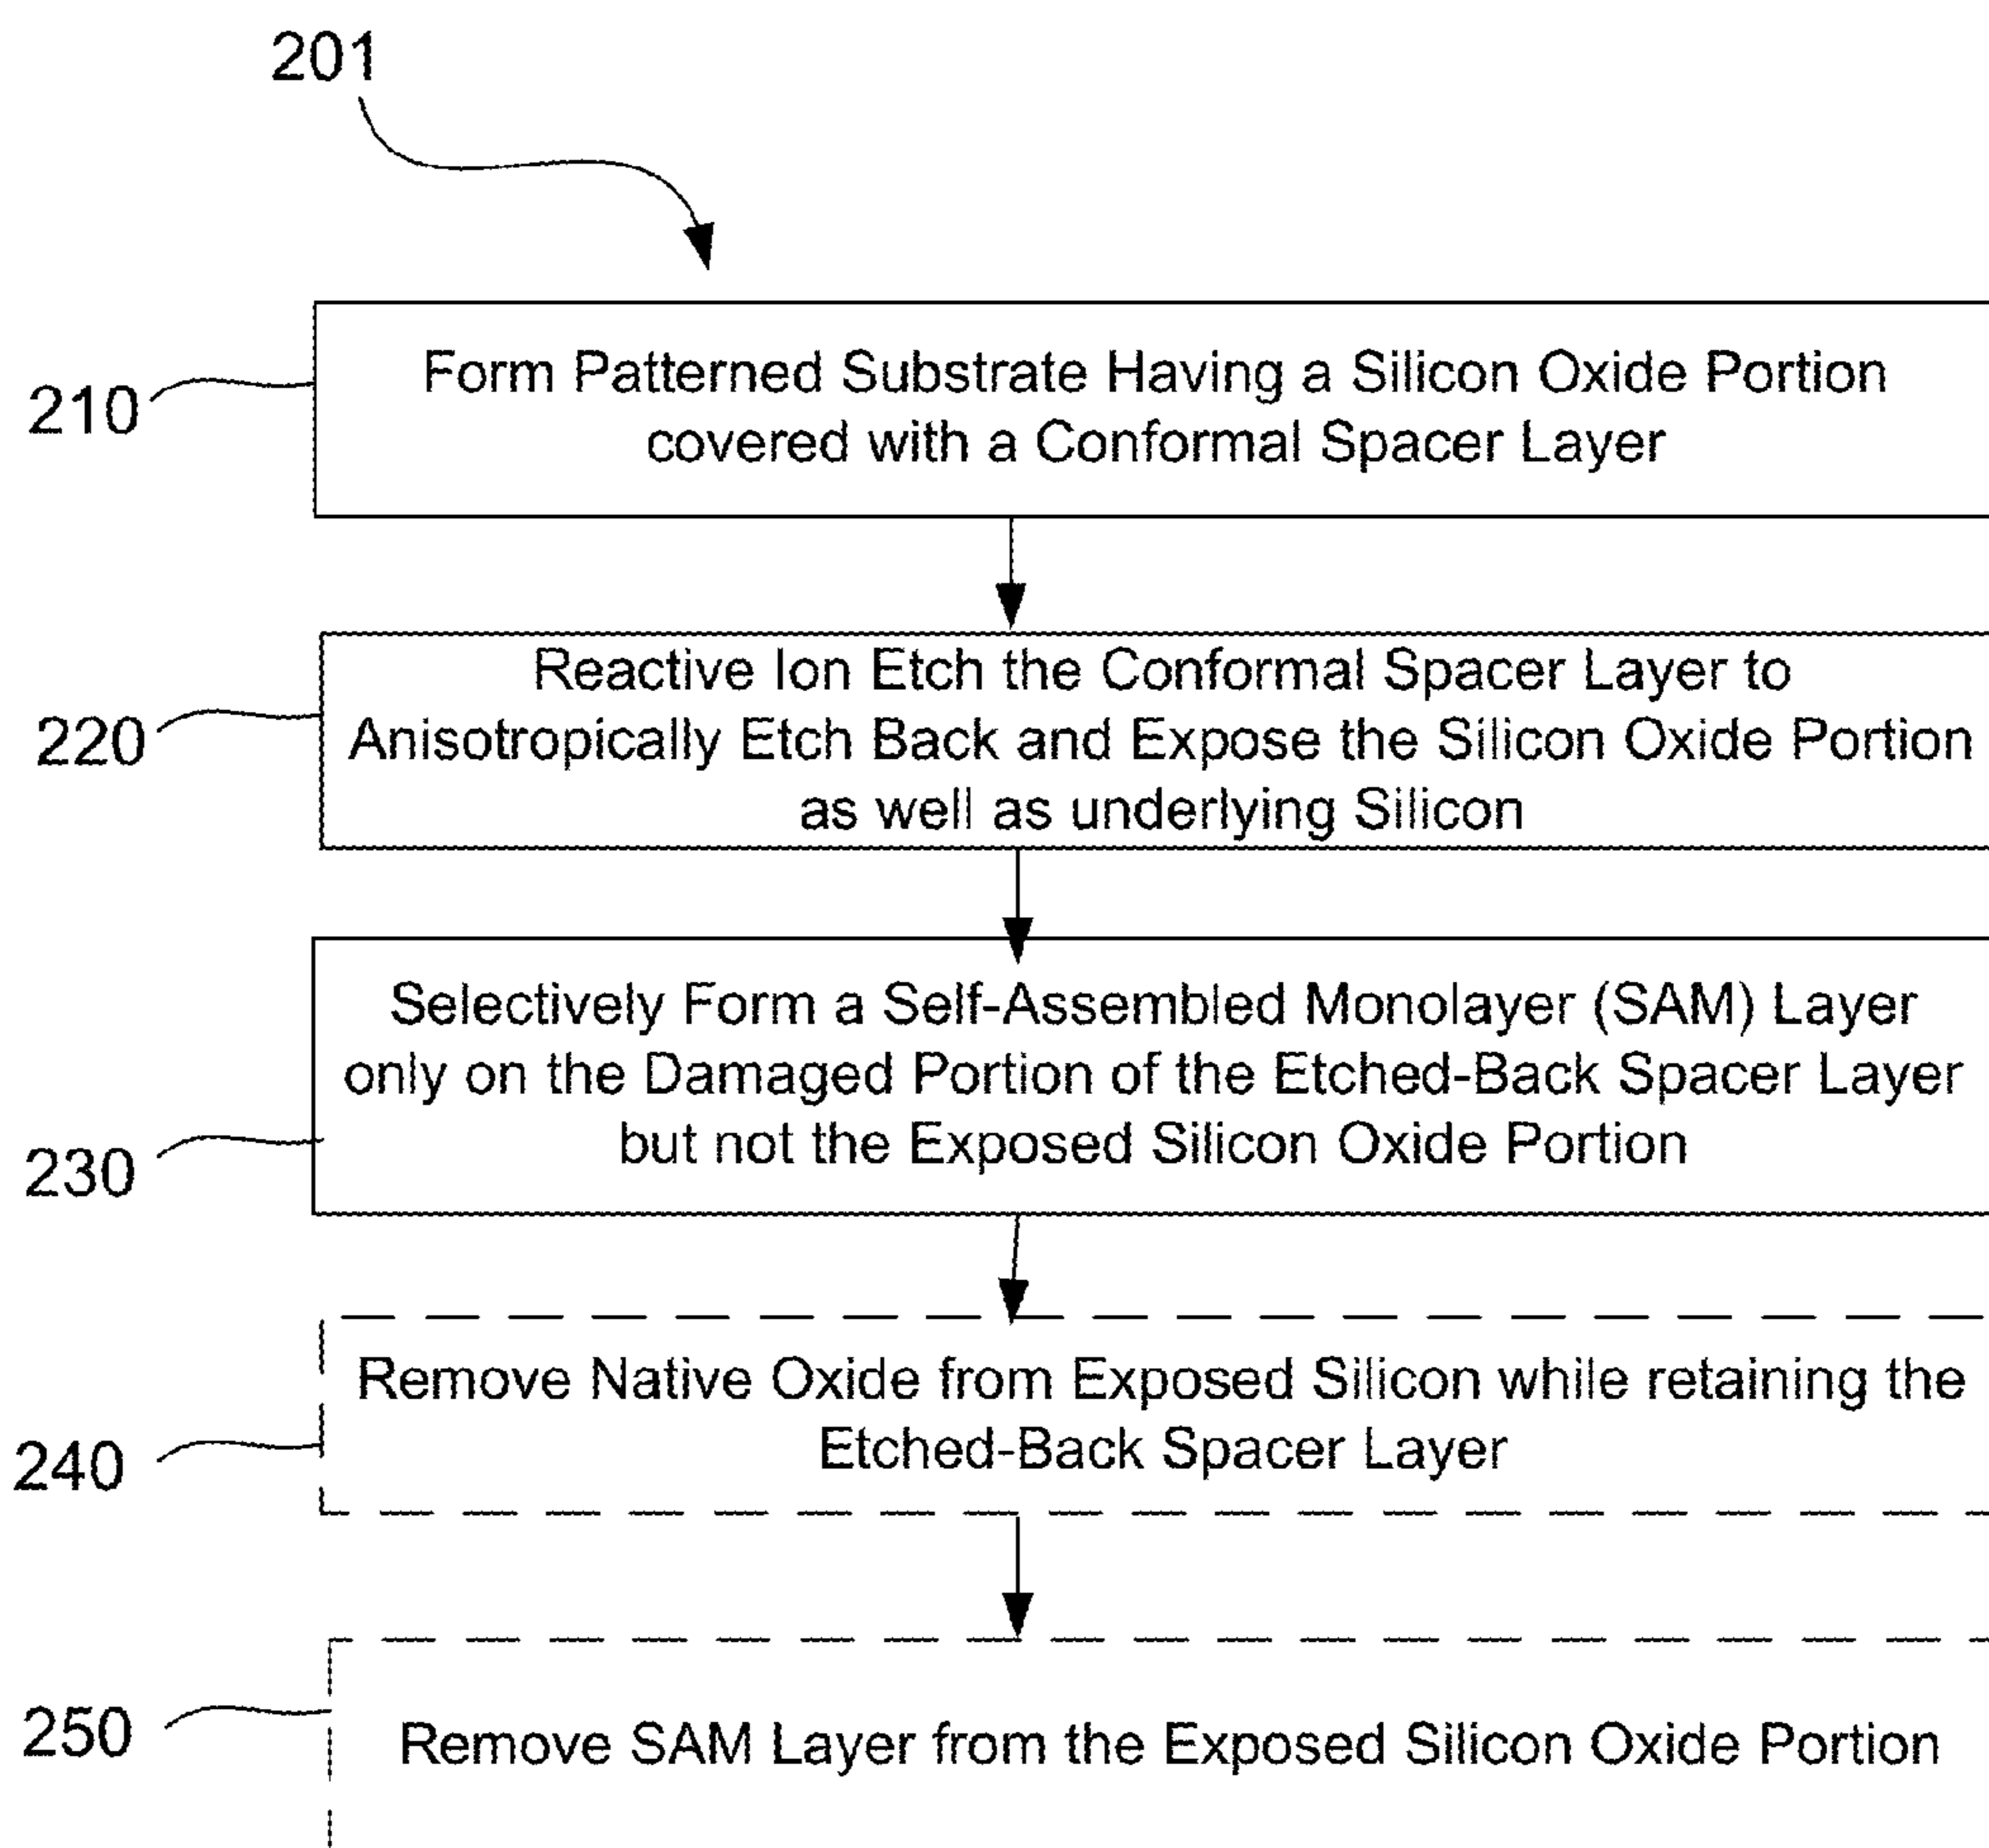 201
210
Form Patterned Substrate Having a Silicon Oxide Portion
covered with a Conformal Spacer Layer
220
Reactive Ion Etch the Conformal Spacer Layer to
Anisotropically Etch Back and Expose the Silicon Oxide Portion
as well as underlying Silicon
230
Selectively Form a Self-Assembled Monolayer (SAM) Layer
only on the Damaged Portion of the Etched-Back Spacer Layer
but not the Exposed Silicon Oxide Portion
240
Remove Native Oxide from Exposed Silicon while retaining the
Etched-Back Spacer Layer
250
Remove SAM Layer from the Exposed Silicon Oxide Portion